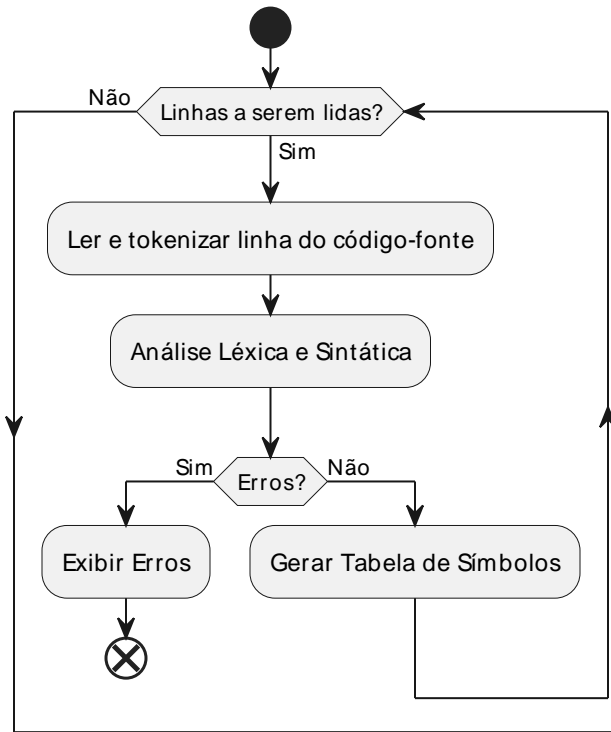 Não
Linhas a serem lidas?
Sim
Ler e tokenizar linha do código-fonte
Análise Léxica e Sintática
Sim
Erros?
Não
Exibir Erros
Gerar Tabela de Símbolos